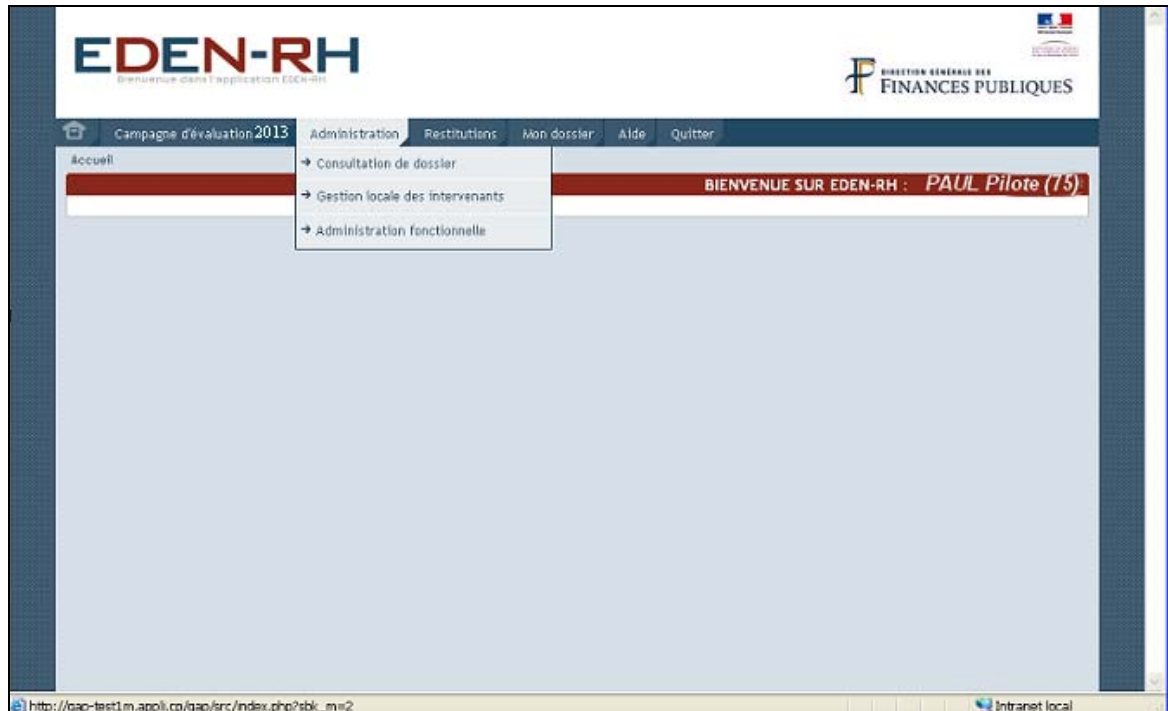 EDEN-RH
Bienvenue dans l'application EDEN-RH
DIRECTION GÉNÉRALE DES
FINANCES PUBLIQUES
Campagne d'évaluation 2013 Administration Restitutions Mon dossier Aide Quitter
Accueil
→ Consultation de dossier
BIENVENUE SUR EDEN-RH : PAUL Pilote (75)
→ Gestion locale des intervenants
→ Administration fonctionnelle
http://gap-test1m.appli.cp/gap/src/index.php?sbk_m=2 Intranet local